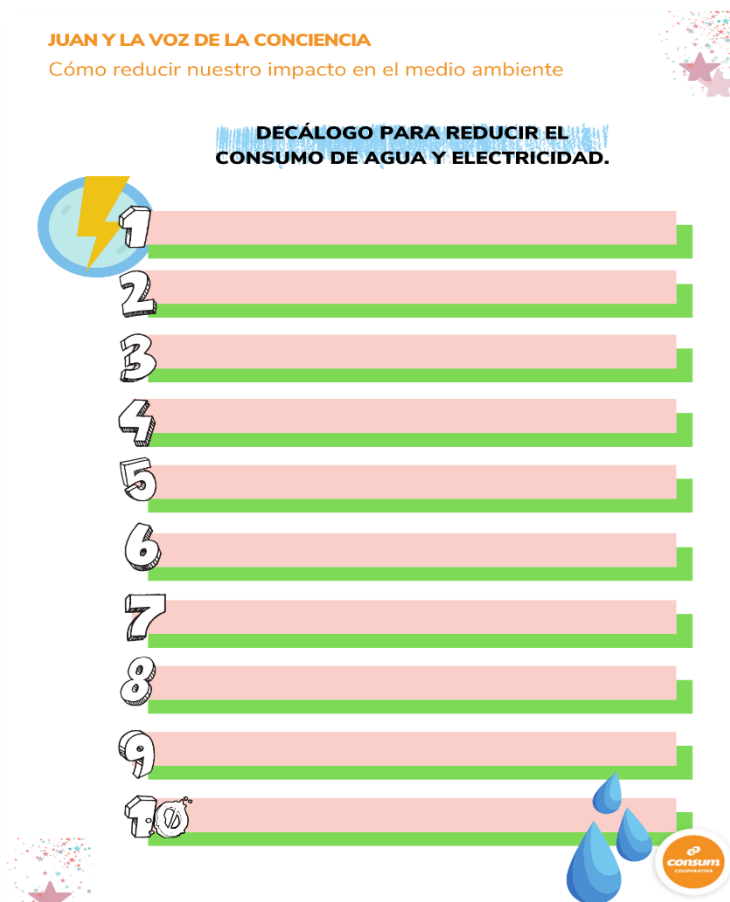 JUAN Y LA VOZ DE LA CONCIENCIA
Cómo reducir nuestro impacto en el medio ambiente
DECÁLOGO PARA REDUCIR EL
CONSUMO DE AGUA Y ELECTRICIDAD.
1
2
3
4
5
6
7
8
9
10
consum
COOPERATIVA